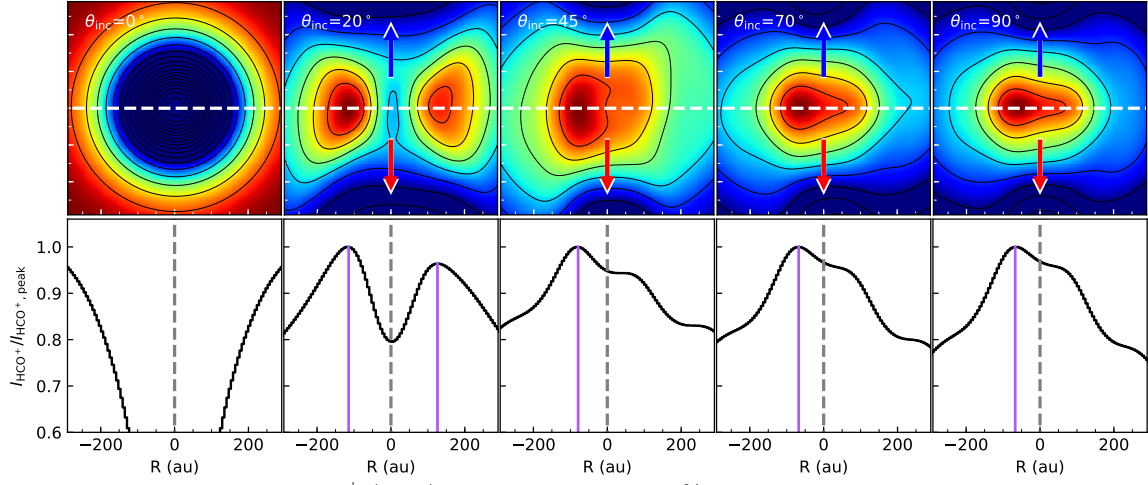 θinc=0° θinc=20° θinc=45° θinc=70° θinc=90°
1.0
0.9
0.8
0.7
0.6
I_HCO⁺/I_HCO⁺,peak
−200 0 200 −200 0 200 −200 0 200 −200 0 200 −200 0 200
R (au) R (au) R (au) R (au) R (au)